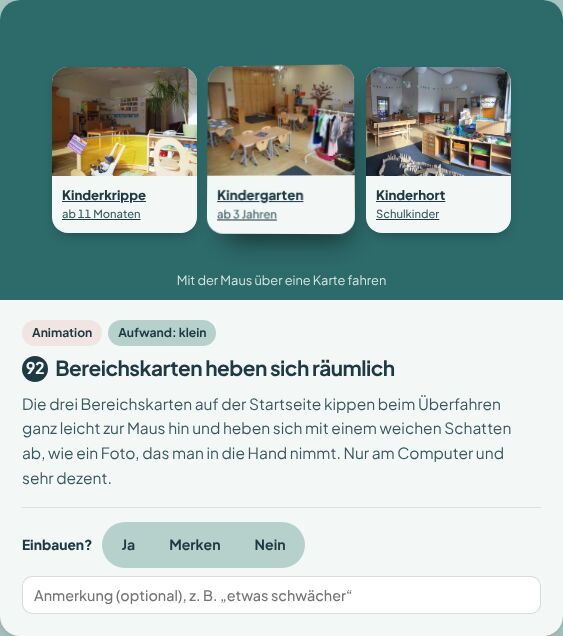 Kinderkrippe
ab 11 Monaten
Kindergarten
ab 3 Jahren
Kinderhort
Schulkinder
Mit der Maus über eine Karte fahren
Animation
Aufwand: klein
92 Bereichskarten heben sich räumlich
Die drei Bereichskarten auf der Startseite kippen beim Überfahren
ganz leicht zur Maus hin und heben sich mit einem weichen Schatten
ab, wie ein Foto, das man in die Hand nimmt. Nur am Computer und
sehr dezent.
Einbauen?
Ja
Merken
Nein
Anmerkung (optional), z. B. „etwas schwächer“